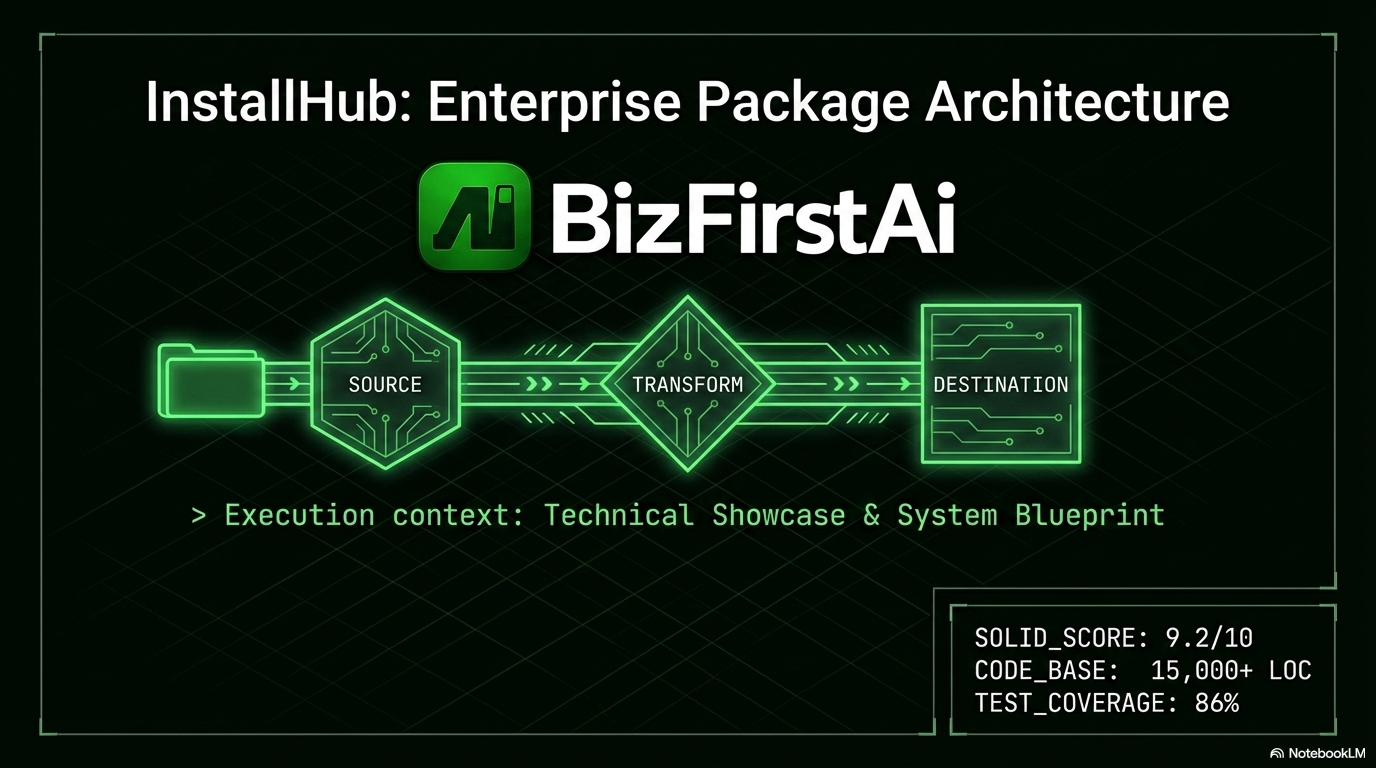 InstallHub: Enterprise Package Architecture
Ai BizFirstAi
SOURCE
TRANSFORM
DESTINATION
> Execution context: Technical Showcase & System Blueprint
SOLID_SCORE: 9.2/10
CODE_BASE: 15,000+ LOC
TEST_COVERAGE: 86%
NotebookLM